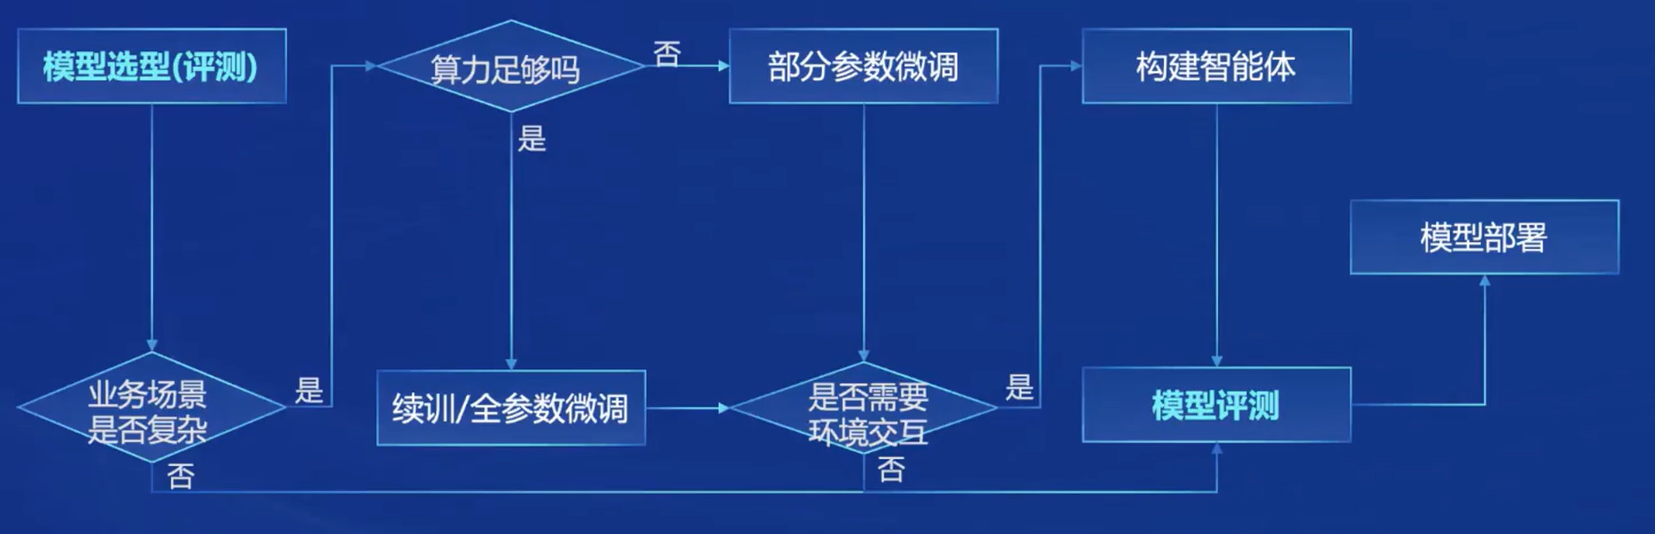 模型选型(评测)
算力足够吗
否
部分参数微调
构建智能体
是
模型部署
业务场景
是否复杂
是
续训/全参数微调
是否需要
环境交互
是
模型评测
否
否